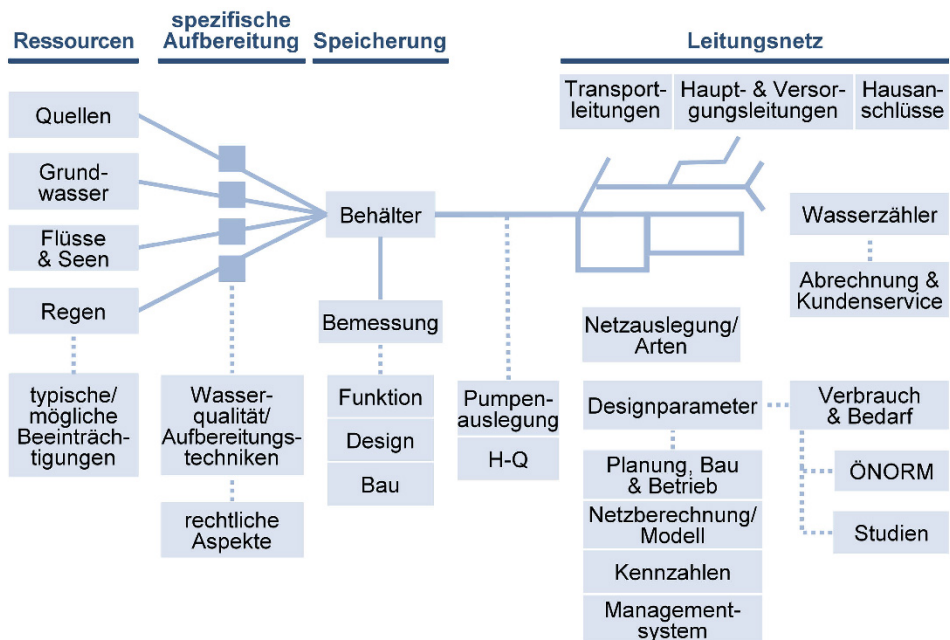 Ressourcen
spezifische
Aufbereitung
Speicherung
Leitungsnetz
Transport-
leitungen
Haupt- & Versor-
gungsleitungen
Hausan-
schlüsse
Quellen
Grund-
wasser
Flüsse
& Seen
Regen
Behälter
Wasserzähler
Abrechnung &
Kundenservice
Bemessung
Netzauslegung/
Arten
typische/
mögliche
Beeinträch-
tigungen
Wasser-
qualität/
Aufbereitungs-
techniken
rechtliche
Aspekte
Funktion
Design
Bau
Pumpen-
auslegung
H-Q
Designparameter
Verbrauch
& Bedarf
Planung, Bau
& Betrieb
Netzberechnung/
Modell
Kennzahlen
Management-
system
ÖNORM
Studien